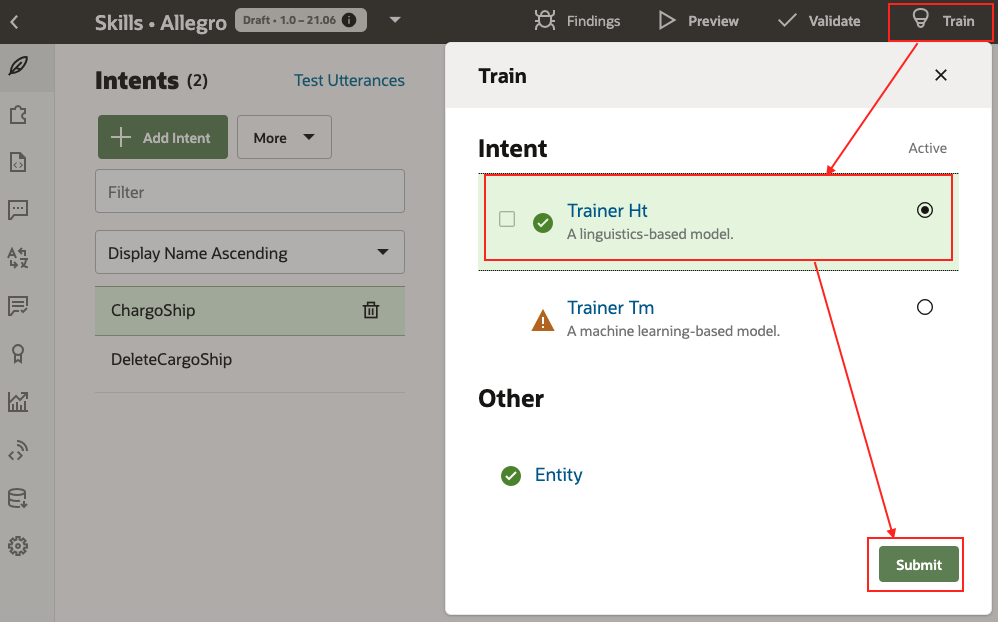 Skills • Allegro
Draft • 1.0 – 21.06
Findings
Preview
Validate
Train
Intents (2)
Test Utterances
Add Intent
More
Filter
Display Name Ascending
ChargoShip
DeleteCargoShip
Train
Intent
Active
Trainer Ht
A linguistics-based model.
Trainer Tm
A machine learning-based model.
Other
Entity
Submit